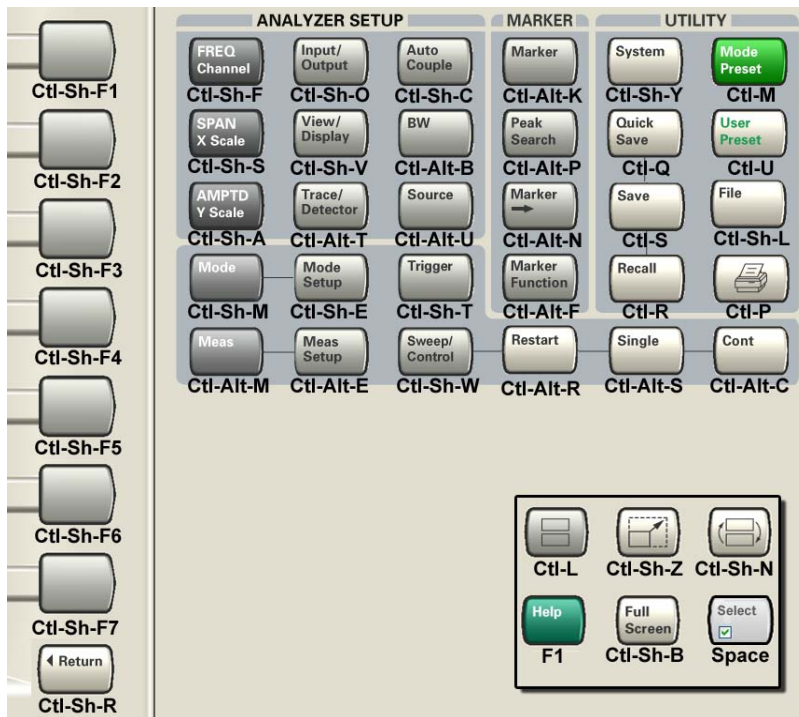 ANALYZER SETUP
MARKER
UTILITY
FREQ
Channel
Ctl-Sh-F
Input/
Output
Ctl-Sh-O
Auto
Couple
Ctl-Sh-C
Marker
Ctl-Alt-K
System
Ctl-Sh-Y
Mode
Preset
Ctl-M
SPAN
X Scale
Ctl-Sh-S
View/
Display
Ctl-Sh-V
BW
Ctl-Alt-B
Peak
Search
Ctl-Alt-P
Quick
Save
Ctl-Q
User
Preset
Ctl-U
AMPTD
Y Scale
Ctl-Sh-A
Trace/
Detector
Ctl-Alt-T
Source
Ctl-Alt-U
Marker
Ctl-Alt-N
Save
Ctl-S
File
Ctl-Sh-L
Mode
Ctl-Sh-M
Mode
Setup
Ctl-Sh-E
Trigger
Ctl-Sh-T
Marker
Function
Ctl-Alt-F
Recall
Ctl-R
Ctl-P
Meas
Ctl-Alt-M
Meas
Setup
Ctl-Alt-E
Sweep/
Control
Ctl-Sh-W
Restart
Ctl-Alt-R
Single
Ctl-Alt-S
Cont
Ctl-Alt-C
Ctl-Sh-F1
Ctl-Sh-F2
Ctl-Sh-F3
Ctl-Sh-F4
Ctl-Sh-F5
Ctl-Sh-F6
Ctl-Sh-F7
Return
Ctl-Sh-R
Ctl-L
Ctl-Sh-Z
Ctl-Sh-N
Help
F1
Full
Screen
Ctl-Sh-B
Select
Space